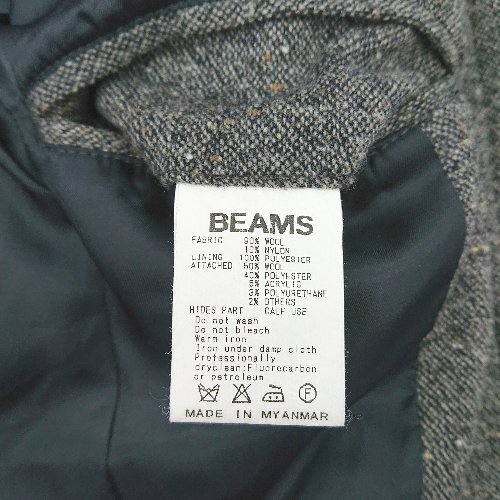 BEAMS
FABRIC 90% WOOL
10% NYLON
LINING 100% POLYESTER
ATTACHED 50% WOOL
40% POLYESTER
5% ACRYLIC
3% POLYURETHANE
2% OTHERS
HIDES PART CALF USE
Do not wash
Do not bleach
Warm iron
Iron under damp cloth
Professionally
dryclean:Fluorocarbon
or petroleum
F
MADE IN MYANMAR